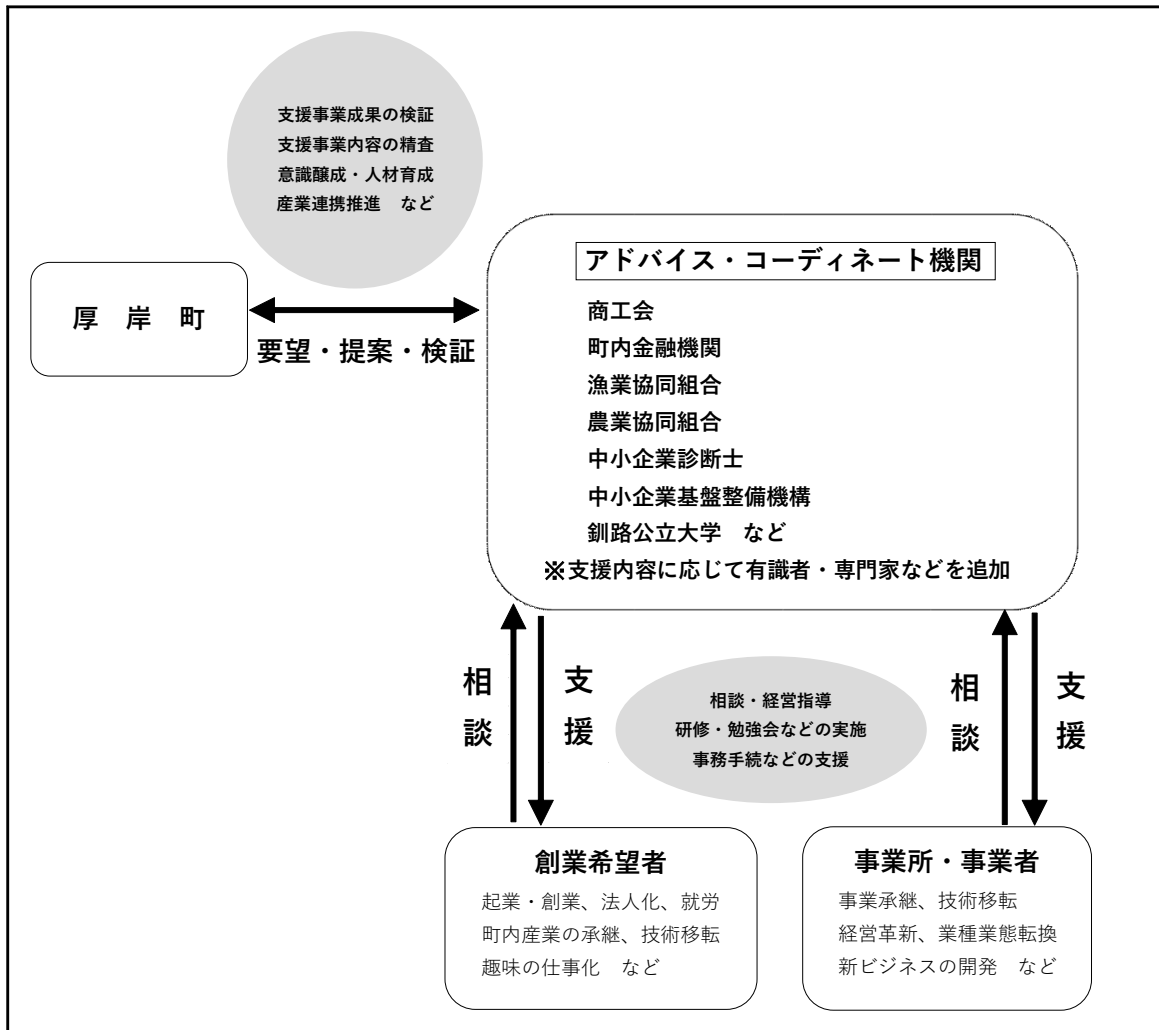 支援事業成果の検証
支援事業内容の精査
意識醸成・人材育成
産業連携推進　など
厚　岸　町
要望・提案・検証
アドバイス・コーディネート機関
商工会
町内金融機関
漁業協同組合
農業協同組合
中小企業診断士
中小企業基盤整備機構
釧路公立大学　など
※支援内容に応じて有識者・専門家などを追加
相談
支援
相談・経営指導
研修・勉強会などの実施
事務手続などの支援
相談
支援
創業希望者
起業・創業、法人化、就労
町内産業の承継、技術移転
趣味の仕事化　など
事業所・事業者
事業承継、技術移転
経営革新、業種業態転換
新ビジネスの開発　など